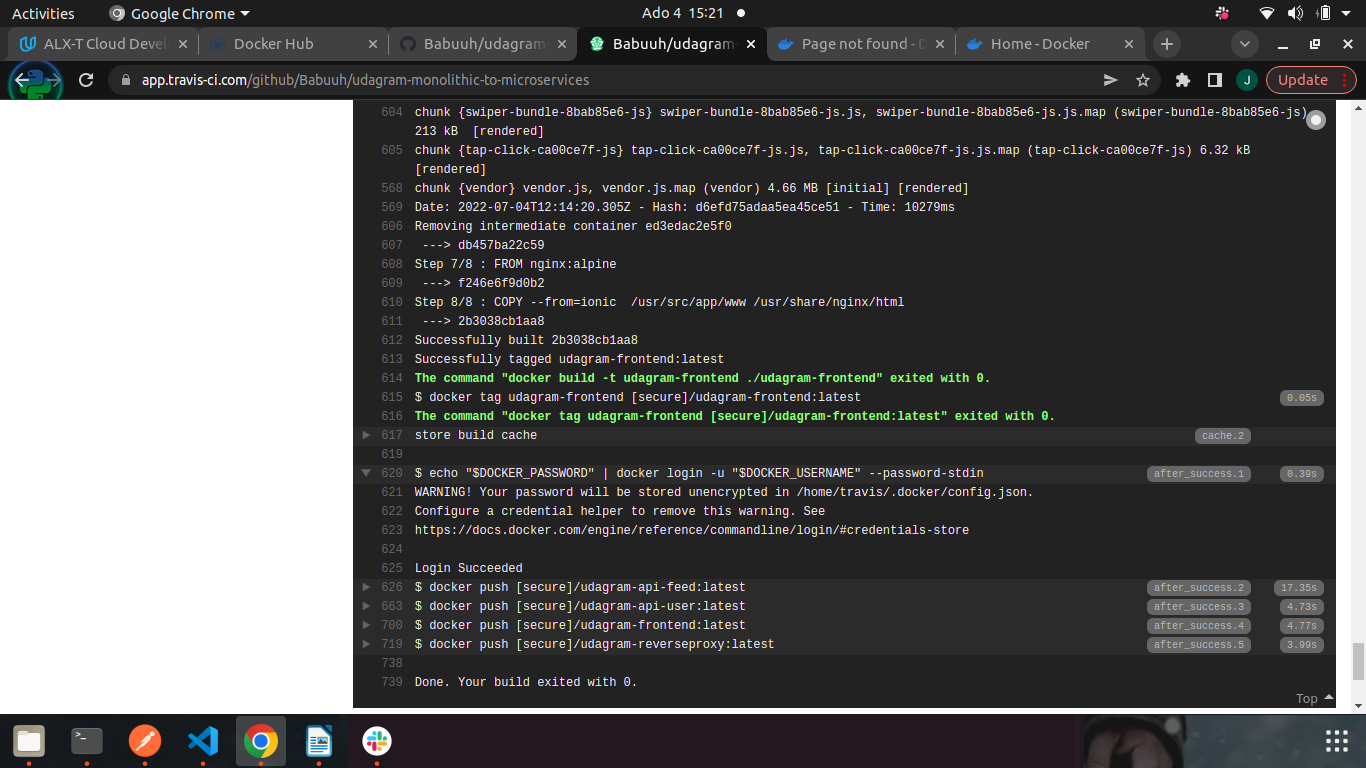 Activities
Google Chrome
Ado 4 15:21
ALX-T Cloud Devel
Docker Hub
Babuuh/udagram-
Babuuh/udagram-
Page not found - D
Home - Docker
app.travis-ci.com/github/Babuuh/udagram-monolithic-to-microservices
J
Update
604 chunk {swiper-bundle-8bab85e6-js} swiper-bundle-8bab85e6-js.js, swiper-bundle-8bab85e6-js.js.map (swiper-bundle-8bab85e6-js)
213 kB [rendered]
605 chunk {tap-click-ca00ce7f-js} tap-click-ca00ce7f-js.js, tap-click-ca00ce7f-js.js.map (tap-click-ca00ce7f-js) 6.32 kB
[rendered]
568 chunk {vendor} vendor.js, vendor.js.map (vendor) 4.66 MB [initial] [rendered]
569 Date: 2022-07-04T12:14:20.305Z - Hash: d6efd75adaa5ea45ce51 - Time: 10279ms
606 Removing intermediate container ed3edac2e5f0
607 ---> db457ba22c59
608 Step 7/8 : FROM nginx:alpine
609 ---> f246e6f9d0b2
610 Step 8/8 : COPY --from=ionic /usr/src/app/www /usr/share/nginx/html
611 ---> 2b3038cb1aa8
612 Successfully built 2b3038cb1aa8
613 Successfully tagged udagram-frontend:latest
614 The command "docker build -t udagram-frontend ./udagram-frontend" exited with 0.
615 $ docker tag udagram-frontend [secure]/udagram-frontend:latest 0.05s
616 The command "docker tag udagram-frontend [secure]/udagram-frontend:latest" exited with 0.
617 store build cache cache.2
619
620 $ echo "$DOCKER_PASSWORD" | docker login -u "$DOCKER_USERNAME" --password-stdin after_success.1 0.39s
621 WARNING! Your password will be stored unencrypted in /home/travis/.docker/config.json.
622 Configure a credential helper to remove this warning. See
623 https://docs.docker.com/engine/reference/commandline/login/#credentials-store
624
625 Login Succeeded
626 $ docker push [secure]/udagram-api-feed:latest after_success.2 17.35s
663 $ docker push [secure]/udagram-api-user:latest after_success.3 4.73s
700 $ docker push [secure]/udagram-frontend:latest after_success.4 4.77s
719 $ docker push [secure]/udagram-reverseproxy:latest after_success.5 3.99s
738
739 Done. Your build exited with 0.
Top